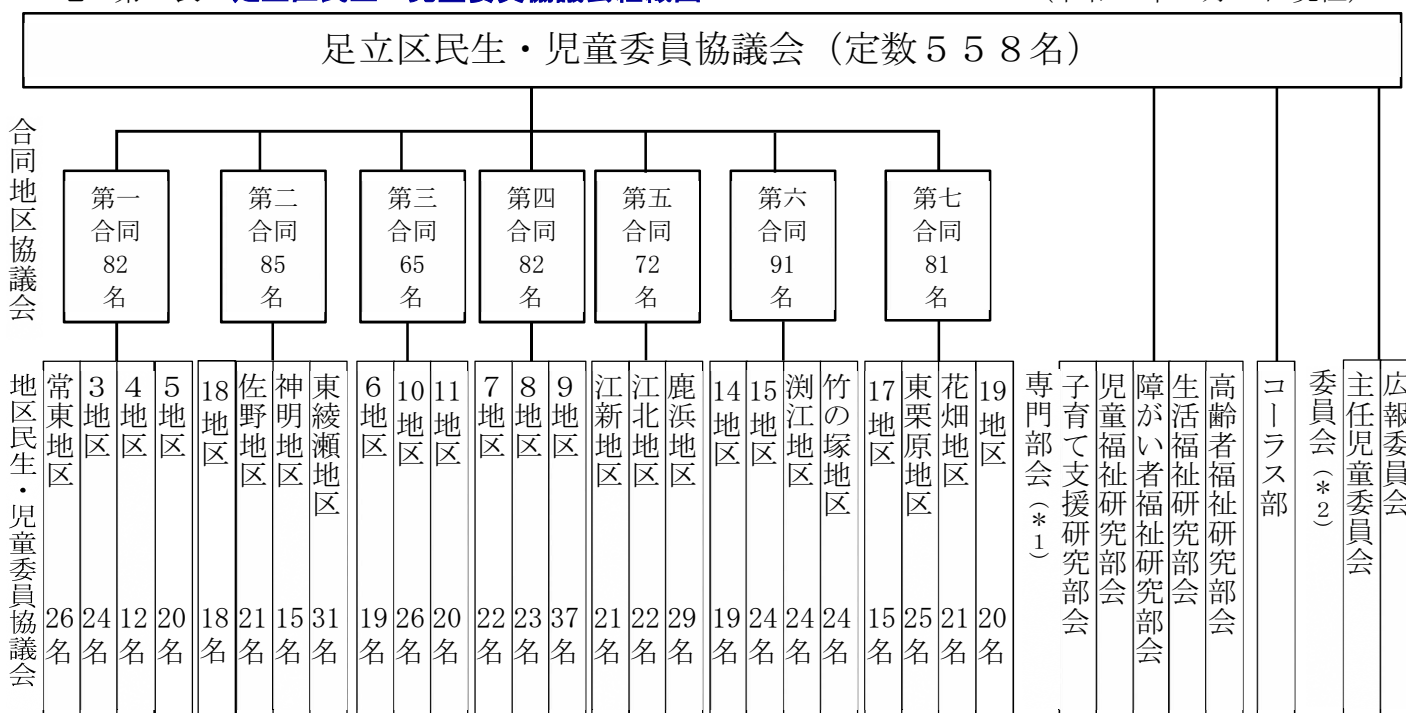 足立区民生・児童委員協議会（定数５５８名）
合同地区協議会
第一合同82名
第二合同85名
第三合同65名
第四合同82名
第五合同72名
第六合同91名
第七合同81名
地区民生・児童委員協議会
常東地区 26名
3地区 24名
4地区 12名
5地区 20名
18地区 18名
佐野地区 21名
神明地区 15名
東綾瀬地区 31名
6地区 19名
10地区 26名
11地区 20名
7地区 22名
8地区 23名
9地区 37名
江新地区 21名
江北地区 22名
鹿浜地区 29名
14地区 19名
15地区 24名
渕江地区 24名
竹の塚地区 24名
17地区 15名
東栗原地区 25名
花畑地区 21名
19地区 20名
専門部会（*1）
子育て支援研究部会
児童福祉研究部会
障がい者福祉研究部会
生活福祉研究部会
高齢者福祉研究部会
コーラス部
委員会（*2）
主任児童委員会
広報委員会